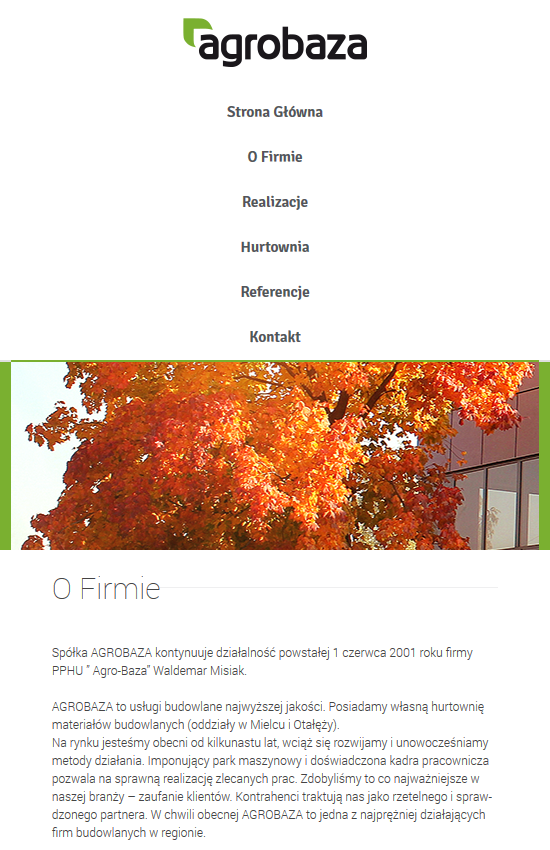 agrobaza
Strona Główna
O Firmie
Realizacje
Hurtownia
Referencje
Kontakt
O Firmie
Spółka AGROBAZA kontynuuje działalność powstałej 1 czerwca 2001 roku firmy
PPHU " Agro-Baza" Waldemar Misiak.
AGROBAZA to usługi budowlane najwyższej jakości. Posiadamy własną hurtownię
materiałów budowlanych (oddziały w Mielcu i Otałęży).
Na rynku jesteśmy obecni od kilkunastu lat, wciąż się rozwijamy i unowocześniamy
metody działania. Imponujący park maszynowy i doświadczona kadra pracownicza
pozwala na sprawną realizację zlecanych prac. Zdobyliśmy to co najważniejsze w
naszej branży – zaufanie klientów. Kontrahenci traktują nas jako rzetelnego i spraw-
dzonego partnera. W chwili obecnej AGROBAZA to jedna z najprężniej działających
firm budowlanych w regionie.